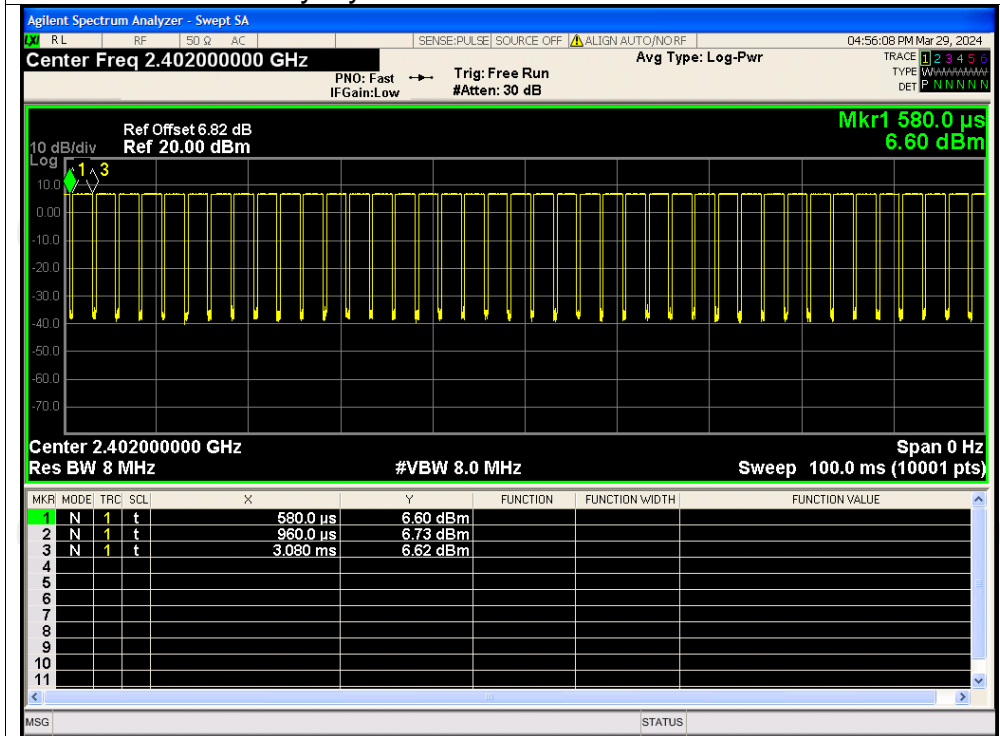 Agilent Spectrum Analyzer - Swept SA
LXI RL RF 50 Ω AC SENSE:PULSE SOURCE OFF ALIGN AUTO/NORF 04:56:08 PM Mar 29, 2024
Center Freq 2.402000000 GHz
PNO: Fast
IFGain:Low
Trig: Free Run
#Atten: 30 dB
Avg Type: Log-Pwr
TRACE 1 2 3 4 5 6
TYPE
DET P N N N N N
Mkr1 580.0 µs
6.60 dBm
Ref Offset 6.82 dB
10 dB/div Ref 20.00 dBm
Log
1 3
10.0
0.00
-10.0
-20.0
-30.0
-40.0
-50.0
-60.0
-70.0
Center 2.402000000 GHz Span 0 Hz
Res BW 8 MHz #VBW 8.0 MHz Sweep 100.0 ms (10001 pts)
MKR MODE TRC SCL X Y FUNCTION FUNCTION WIDTH FUNCTION VALUE
1 N 1 t 580.0 µs 6.60 dBm
2 N 1 t 960.0 µs 6.73 dBm
3 N 1 t 3.080 ms 6.62 dBm
4
5
6
7
8
9
10
11
MSG STATUS